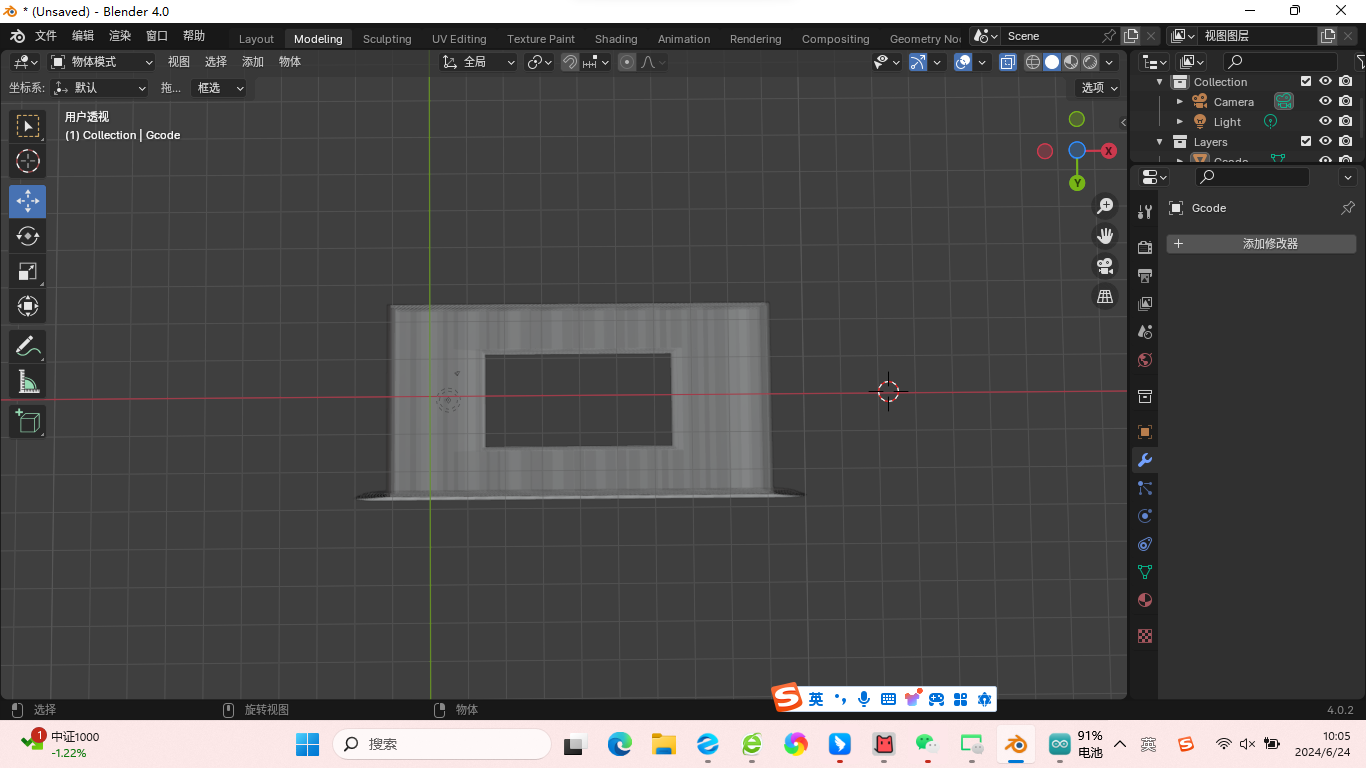 * (Unsaved) - Blender 4.0
文件 编辑 渲染 窗口 帮助 Layout Modeling Sculpting UV Editing Texture Paint Shading Animation Rendering Compositing Geometry Noc Scene 视图图层
物体模式 视图 选择 添加 物体 全局
坐标系: 默认 拖... 框选 选项
用户透视
(1) Collection | Gcode
X
Y
Collection
Camera
Light
Layers
Gcode
Gcode
+ 添加修改器
英
选择 旋转视图 物体 4.0.2
1 中证1000
-1.22%
搜索
91%
电池
英
10:05
2024/6/24